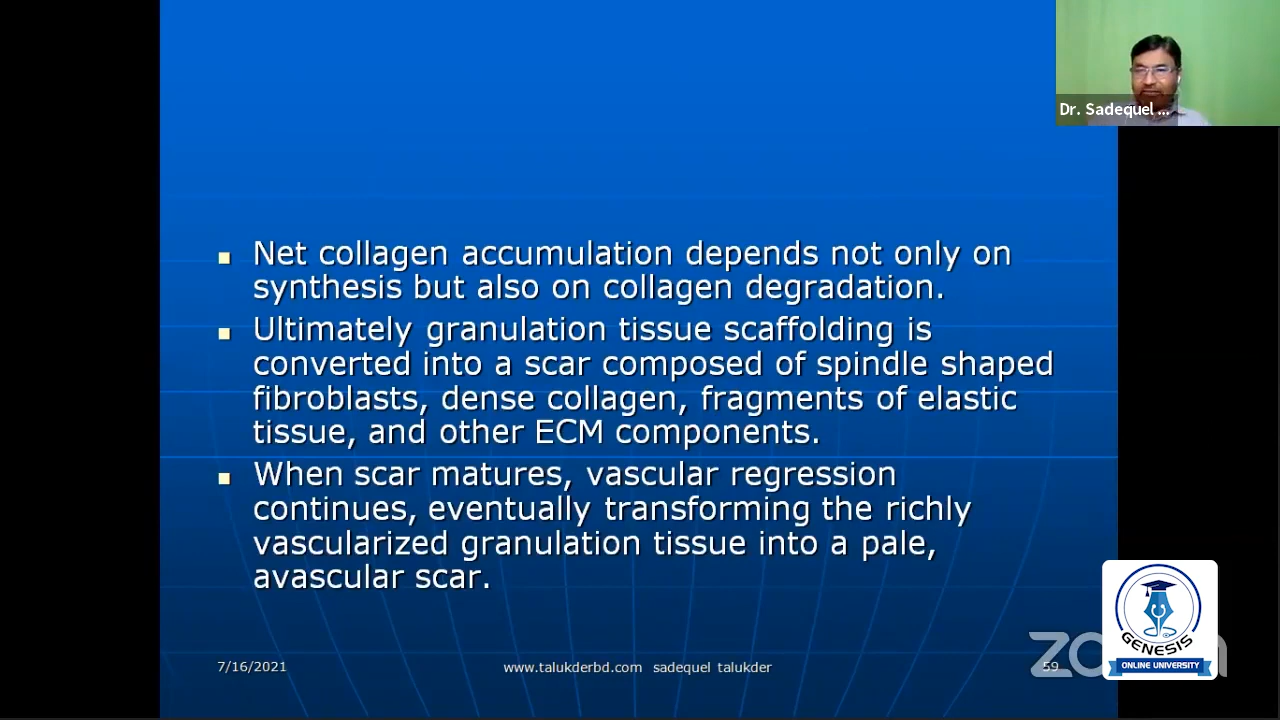 Dr. Sadequel ...
Net collagen accumulation depends not only on
synthesis but also on collagen degradation.
Ultimately granulation tissue scaffolding is
converted into a scar composed of spindle shaped
fibroblasts, dense collagen, fragments of elastic
tissue, and other ECM components.
When scar matures, vascular regression
continues, eventually transforming the richly
vascularized granulation tissue into a pale,
avascular scar.
7/16/2021
www.talukderbd.com sadequel talukder
59
GENESIS
ONLINE UNIVERSITY